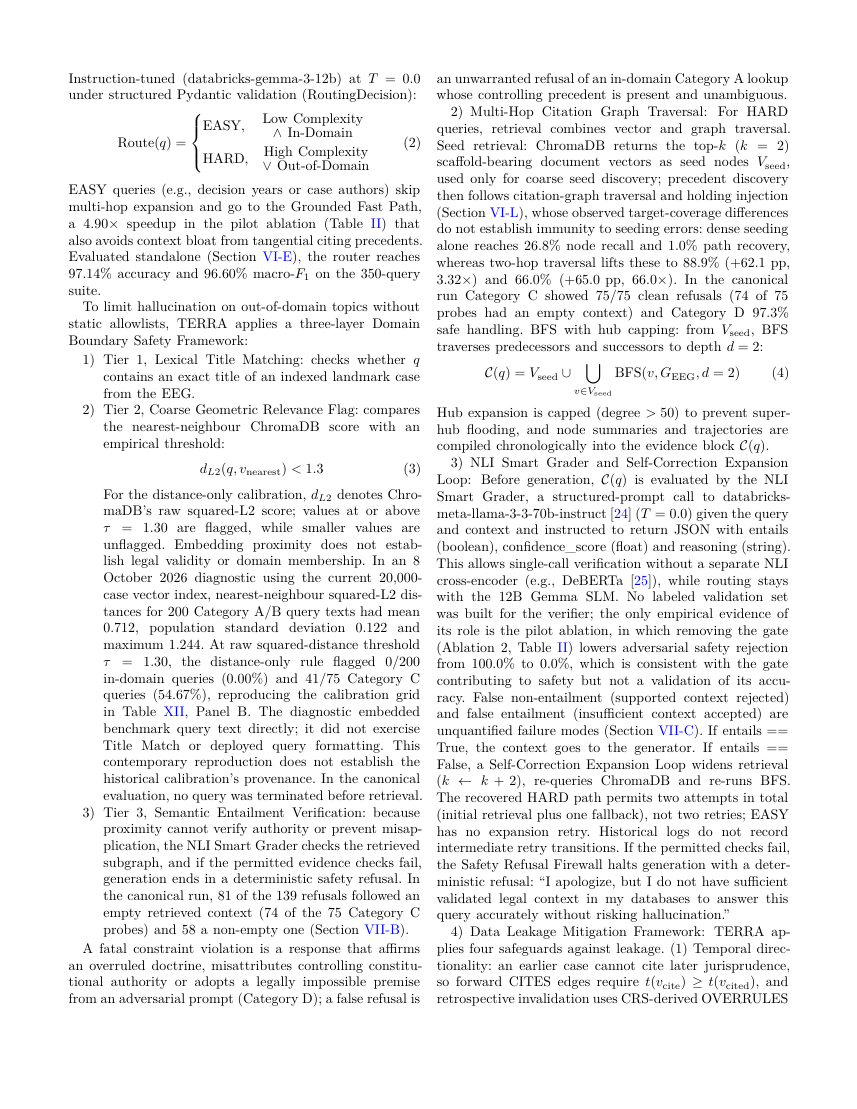 Instruction-tuned (databricks-gemma-3-12b) at T = 0.0
under structured Pydantic validation (RoutingDecision):
Route(q) = { EASY, Low Complexity ∧ In-Domain
HARD, High Complexity ∨ Out-of-Domain (2)
EASY queries (e.g., decision years or case authors) skip
multi-hop expansion and go to the Grounded Fast Path,
a 4.90× speedup in the pilot ablation (Table II) that
also avoids context bloat from tangential citing precedents.
Evaluated standalone (Section VI-E), the router reaches
97.14% accuracy and 96.60% macro-F₁ on the 350-query
suite.
To limit hallucination on out-of-domain topics without
static allowlists, TERRA applies a three-layer Domain
Boundary Safety Framework:
1) Tier 1, Lexical Title Matching: checks whether q
contains an exact title of an indexed landmark case
from the EEG.
2) Tier 2, Coarse Geometric Relevance Flag: compares
the nearest-neighbour ChromaDB score with an
empirical threshold:
d_{L2}(q, v_{nearest}) < 1.3 (3)
For the distance-only calibration, d_{L2} denotes Chro-
maDB's raw squared-L2 score; values at or above
τ = 1.30 are flagged, while smaller values are
unflagged. Embedding proximity does not estab-
lish legal validity or domain membership. In an 8
October 2026 diagnostic using the current 20,000-
case vector index, nearest-neighbour squared-L2 dis-
tances for 200 Category A/B query texts had mean
0.712, population standard deviation 0.122 and
maximum 1.244. At raw squared-distance threshold
τ = 1.30, the distance-only rule flagged 0/200
in-domain queries (0.00%) and 41/75 Category C
queries (54.67%), reproducing the calibration grid
in Table XII, Panel B. The diagnostic embedded
benchmark query text directly; it did not exercise
Title Match or deployed query formatting. This
contemporary reproduction does not establish the
historical calibration's provenance. In the canonical
evaluation, no query was terminated before retrieval.
3) Tier 3, Semantic Entailment Verification: because
proximity cannot verify authority or prevent misap-
plication, the NLI Smart Grader checks the retrieved
subgraph, and if the permitted evidence checks fail,
generation ends in a deterministic safety refusal. In
the canonical run, 81 of the 139 refusals followed an
empty retrieved context (74 of the 75 Category C
probes) and 58 a non-empty one (Section VII-B).
A fatal constraint violation is a response that affirms
an overruled doctrine, misattributes controlling constitu-
tional authority or adopts a legally impossible premise
from an adversarial prompt (Category D); a false refusal is
an unwarranted refusal of an in-domain Category A lookup
whose controlling precedent is present and unambiguous.
2) Multi-Hop Citation Graph Traversal: For HARD
queries, retrieval combines vector and graph traversal.
Seed retrieval: ChromaDB returns the top-k (k = 2)
scaffold-bearing document vectors as seed nodes V_{seed},
used only for coarse seed discovery; precedent discovery
then follows citation-graph traversal and holding injection
(Section VI-L), whose observed target-coverage differences
do not establish immunity to seeding errors: dense seeding
alone reaches 26.8% node recall and 1.0% path recovery,
whereas two-hop traversal lifts these to 88.9% (+62.1 pp,
3.32×) and 66.0% (+65.0 pp, 66.0×). In the canonical
run Category C showed 75/75 clean refusals (74 of 75
probes had an empty context) and Category D 97.3%
safe handling. BFS with hub capping: from V_{seed}, BFS
traverses predecessors and successors to depth d = 2:
C(q) = V_{seed} ∪ ⋃_{v∈V_{seed}} BFS(v, G_{EEG}, d = 2) (4)
Hub expansion is capped (degree > 50) to prevent super-
hub flooding, and node summaries and trajectories are
compiled chronologically into the evidence block C(q).
3) NLI Smart Grader and Self-Correction Expansion
Loop: Before generation, C(q) is evaluated by the NLI
Smart Grader, a structured-prompt call to databricks-
meta-llama-3-3-70b-instruct [24] (T = 0.0) given the query
and context and instructed to return JSON with entails
(boolean), confidence_score (float) and reasoning (string).
This allows single-call verification without a separate NLI
cross-encoder (e.g., DeBERTa [25]), while routing stays
with the 12B Gemma SLM. No labeled validation set
was built for the verifier; the only empirical evidence of
its role is the pilot ablation, in which removing the gate
(Ablation 2, Table II) lowers adversarial safety rejection
from 100.0% to 0.0%, which is consistent with the gate
contributing to safety but not a validation of its accu-
racy. False non-entailment (supported context rejected)
and false entailment (insufficient context accepted) are
unquantified failure modes (Section VII-C). If entails ==
True, the context goes to the generator. If entails ==
False, a Self-Correction Expansion Loop widens retrieval
(k ← k + 2), re-queries ChromaDB and re-runs BFS.
The recovered HARD path permits two attempts in total
(initial retrieval plus one fallback), not two retries; EASY
has no expansion retry. Historical logs do not record
intermediate retry transitions. If the permitted checks fail,
the Safety Refusal Firewall halts generation with a deter-
ministic refusal: “I apologize, but I do not have sufficient
validated legal context in my databases to answer this
query accurately without risking hallucination.”
4) Data Leakage Mitigation Framework: TERRA ap-
plies four safeguards against leakage. (1) Temporal direc-
tionality: an earlier case cannot cite later jurisprudence,
so forward CITES edges require t(v_{cite}) ≥ t(v_{cited}), and
retrospective invalidation uses CRS-derived OVERRULES